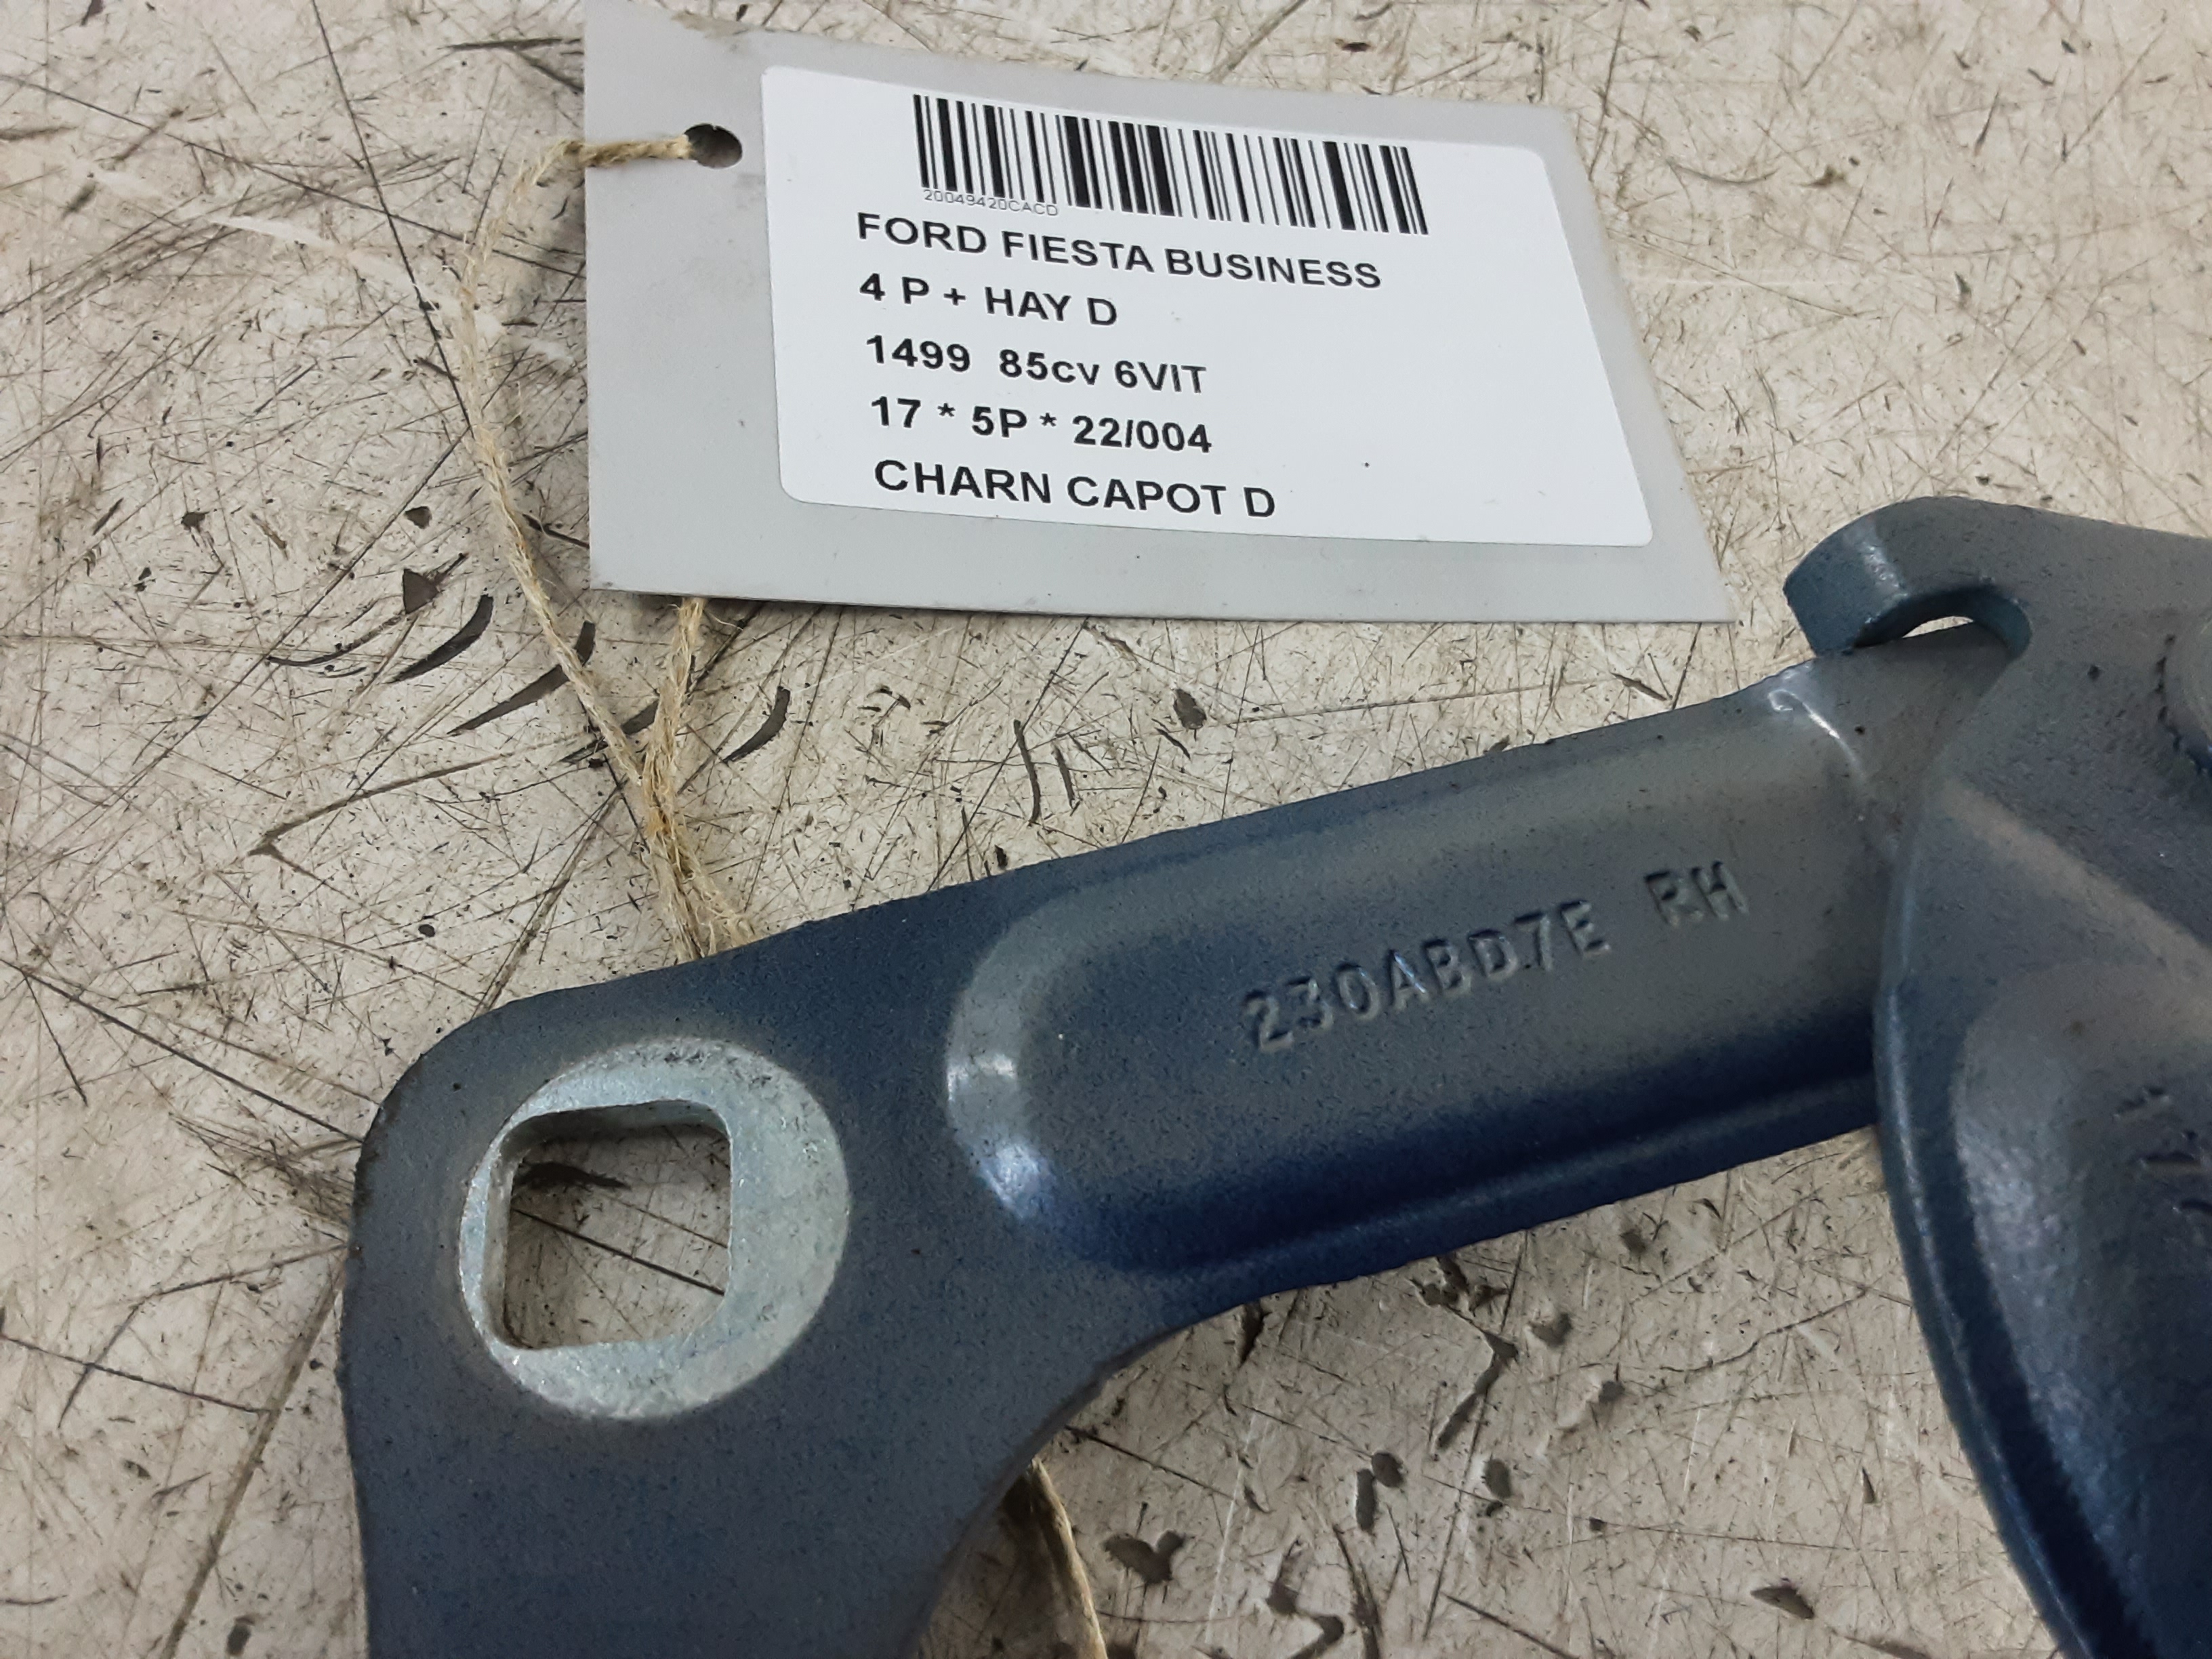 20049420CACD
FORD FIESTA BUSINESS
4 P + HAY D
1499 85cv 6VIT
17 * 5P * 22/004
CHARN CAPOT D
230ABD7E RH